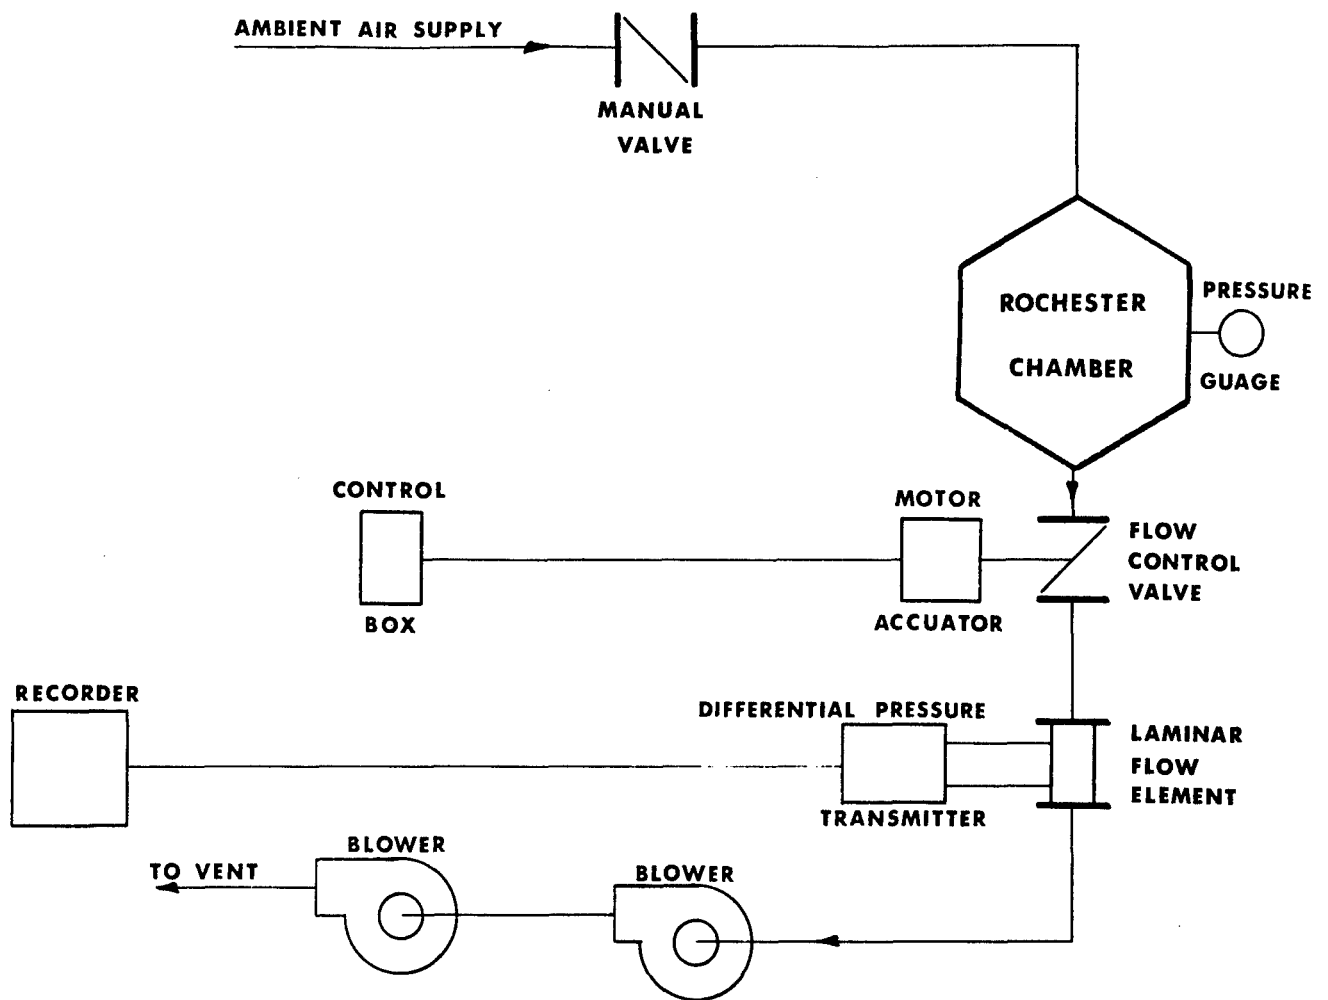 AMBIENT AIR SUPPLY
MANUAL
VALVE
ROCHESTER
CHAMBER
PRESSURE
GUAGE
CONTROL
BOX
MOTOR
ACCUATOR
FLOW
CONTROL
VALVE
RECORDER
DIFFERENTIAL PRESSURE
TRANSMITTER
LAMINAR
FLOW
ELEMENT
BLOWER
TO VENT
BLOWER